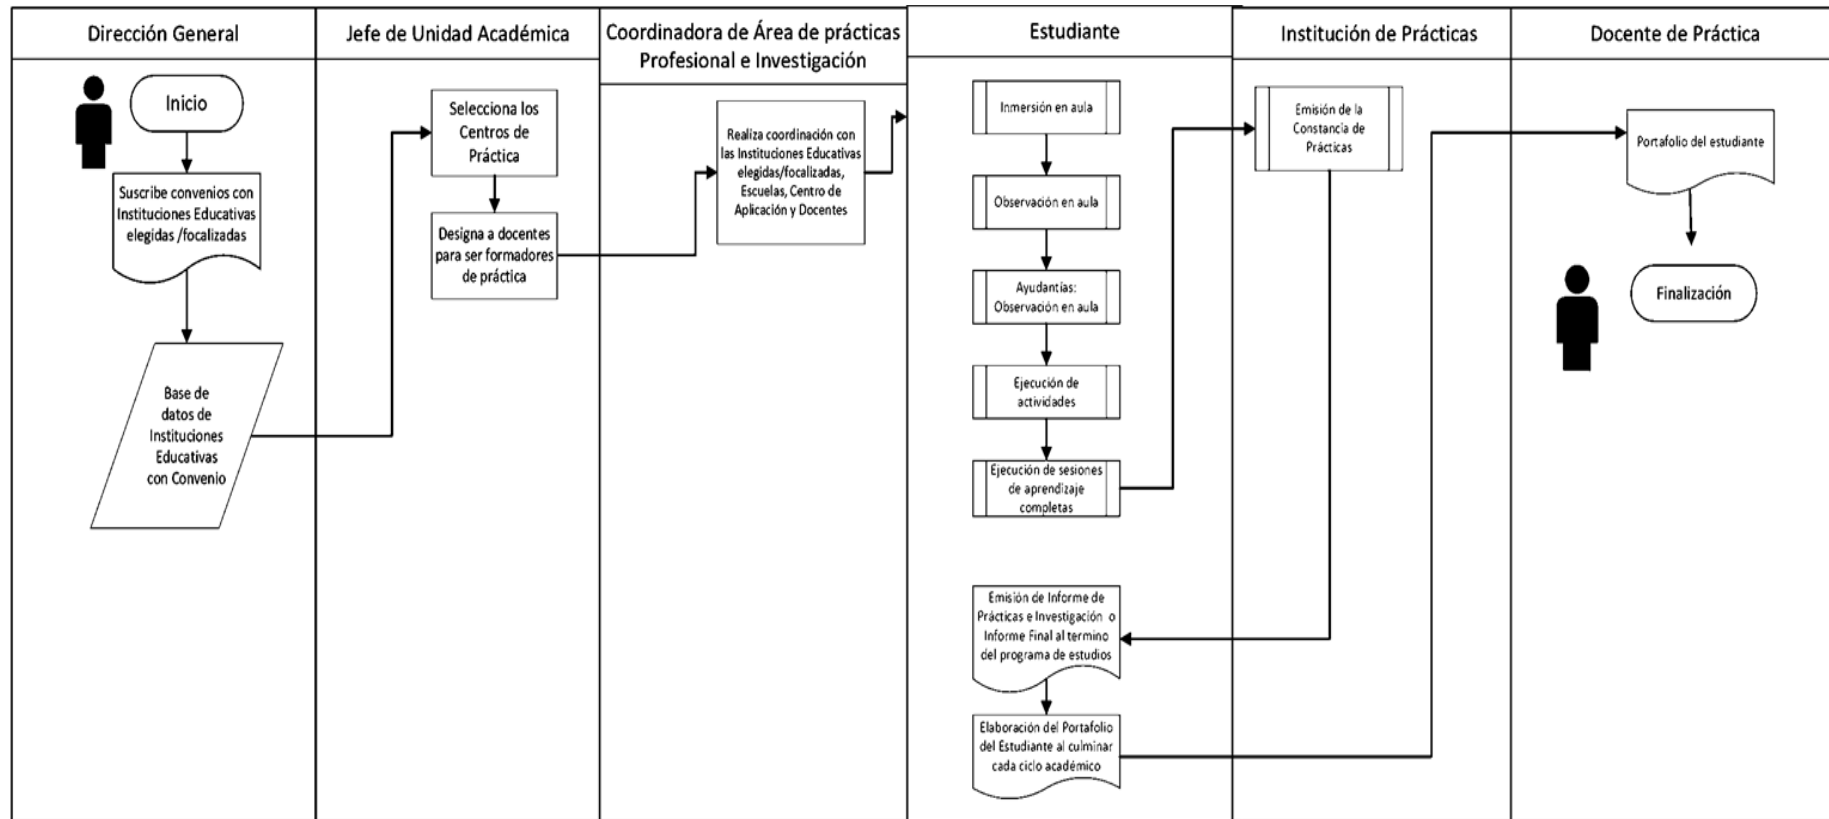 Dirección General
Jefe de Unidad Académica
Coordinadora de Área de prácticas
Profesional e Investigación
Estudiante
Institución de Prácticas
Docente de Práctica
Inicio
Suscribe convenios con
Instituciones Educativas
elegidas /focalizadas
Base de
datos de
Instituciones
Educativas
con Convenio
Selecciona los
Centros de
Práctica
Designa a docentes
para ser formadores
de práctica
Realiza coordinación con
las Instituciones Educativas
elegidas/focalizadas,
Escuelas, Centro de
Aplicación y Docentes
Inmersión en aula
Observación en aula
Ayudantías:
Observación en aula
Ejecución de
actividades
Ejecución de sesiones
de aprendizaje
completas
Emisión de Informe de
Prácticas e Investigación o
Informe Final al termino
del programa de estudios
Elaboración del Portafolio
del Estudiante al culminar
cada ciclo académico
Emisión de la
Constancia de
Prácticas
Portafolio del estudiante
Finalización